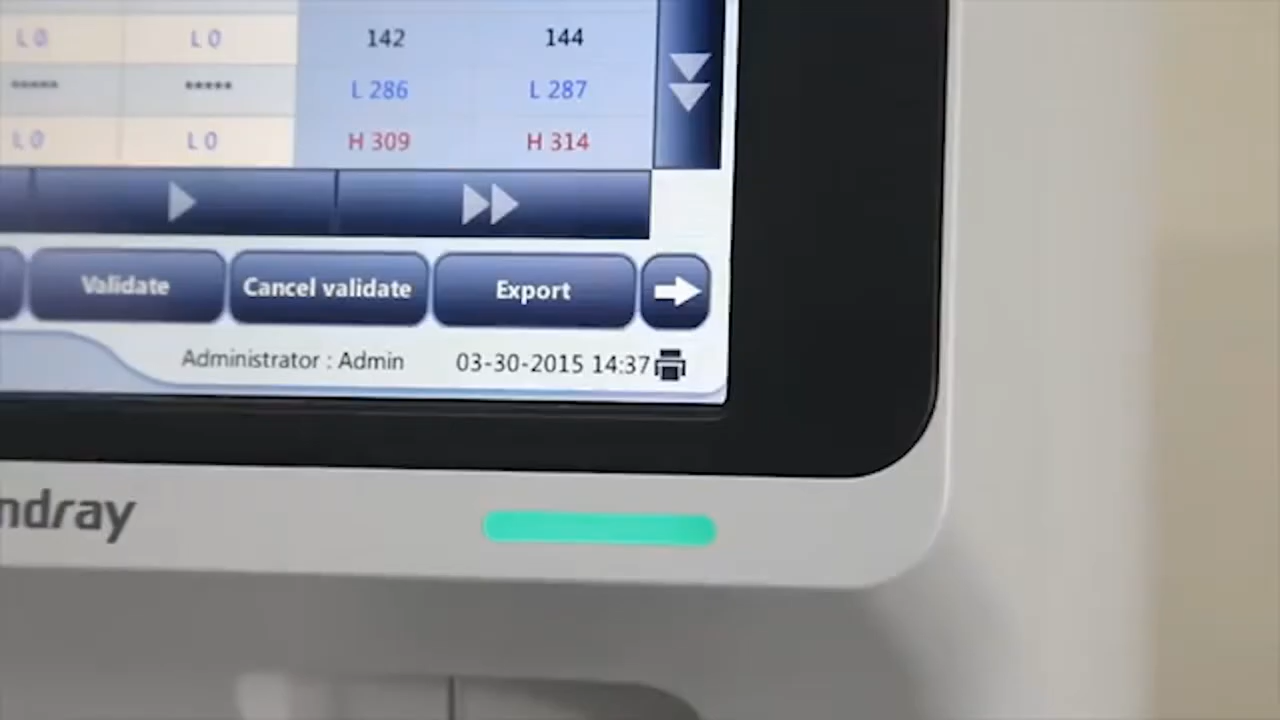 L 0 L 0 142 144
***** ***** L 286 L 287
L 0 L 0 H 309 H 314
Validate Cancel validate Export
Administrator : Admin 03-30-2015 14:37
ndray